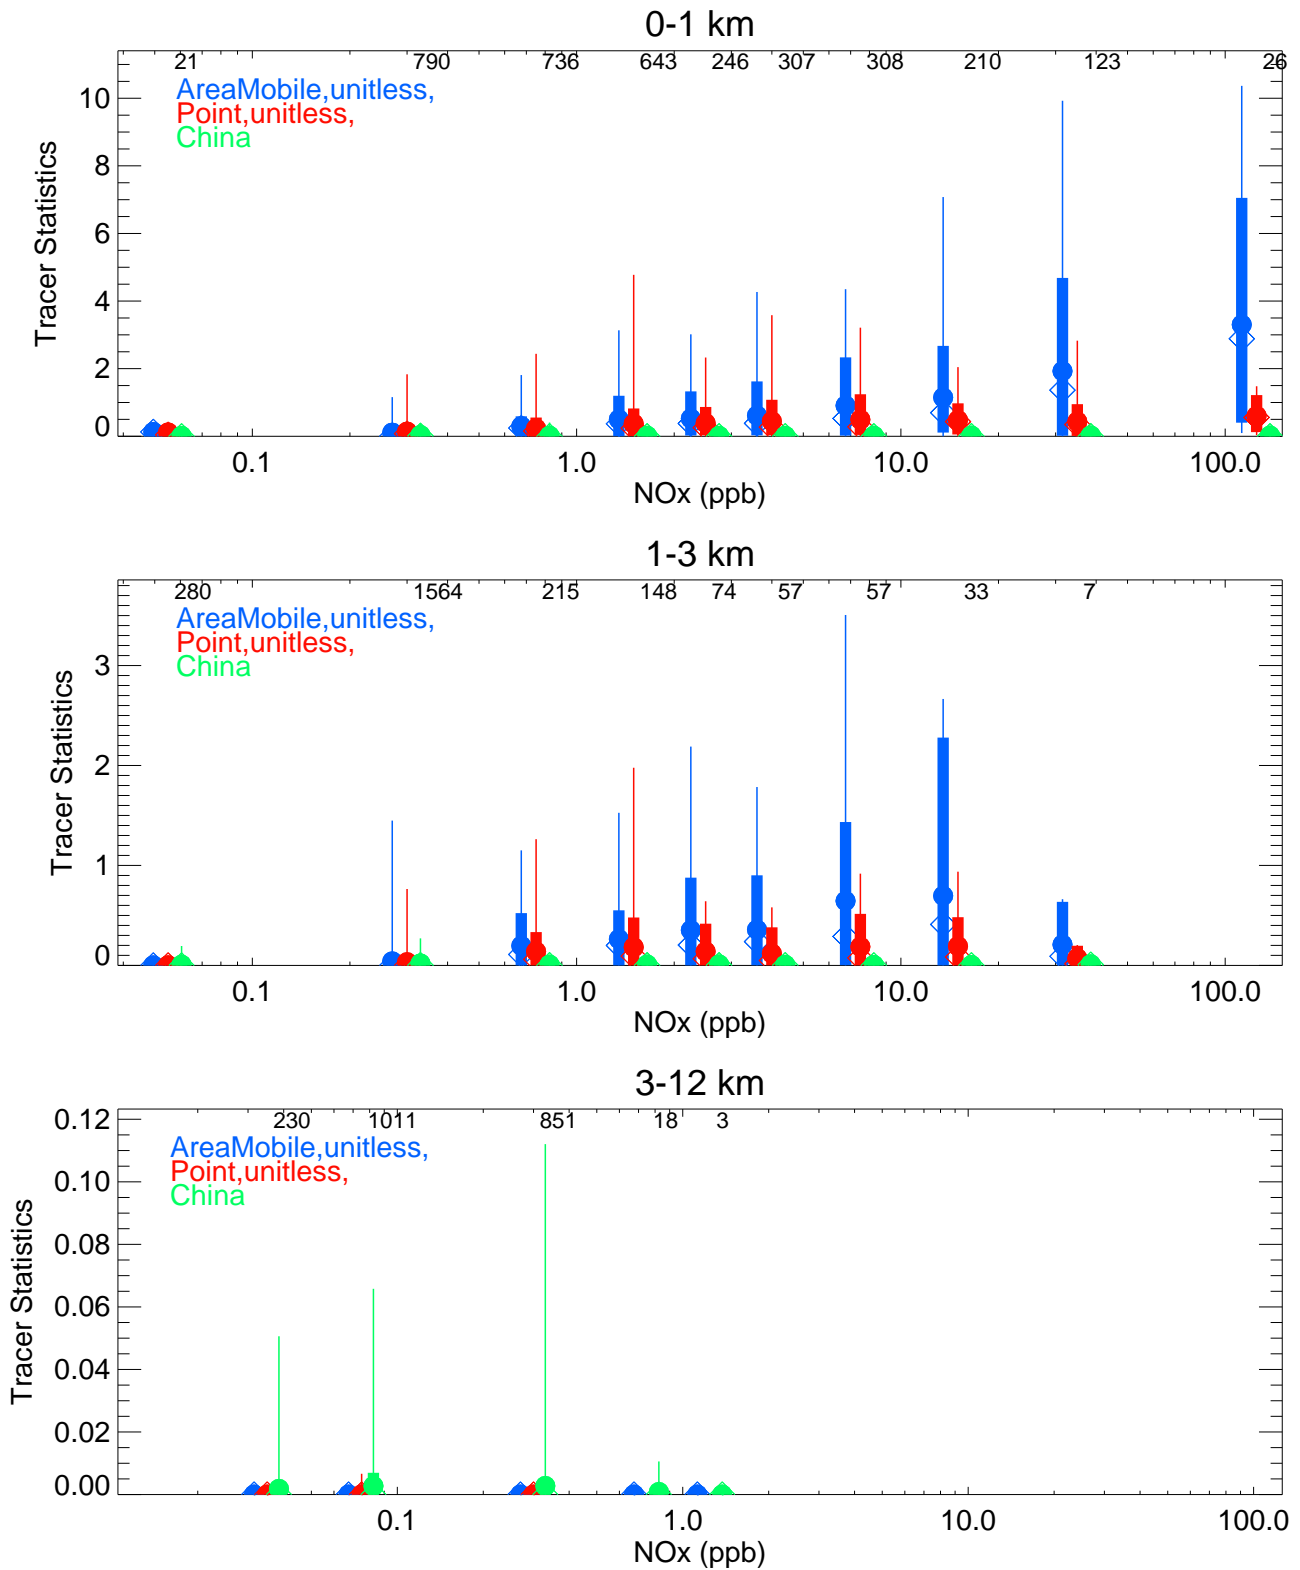 0-1 km
21 790 736 643 246 307 308 210 123 26
AreaMobile,unitless,
Point,unitless,
China
10
8
6
4
2
0
Tracer Statistics
0.1 1.0 10.0 100.0
NOx (ppb)
1-3 km
280 1564 215 148 74 57 57 33 7
AreaMobile,unitless,
Point,unitless,
China
3
2
1
0
Tracer Statistics
0.1 1.0 10.0 100.0
NOx (ppb)
3-12 km
230 1011 851 18 3
AreaMobile,unitless,
Point,unitless,
China
0.12
0.10
0.08
0.06
0.04
0.02
0.00
Tracer Statistics
0.1 1.0 10.0 100.0
NOx (ppb)